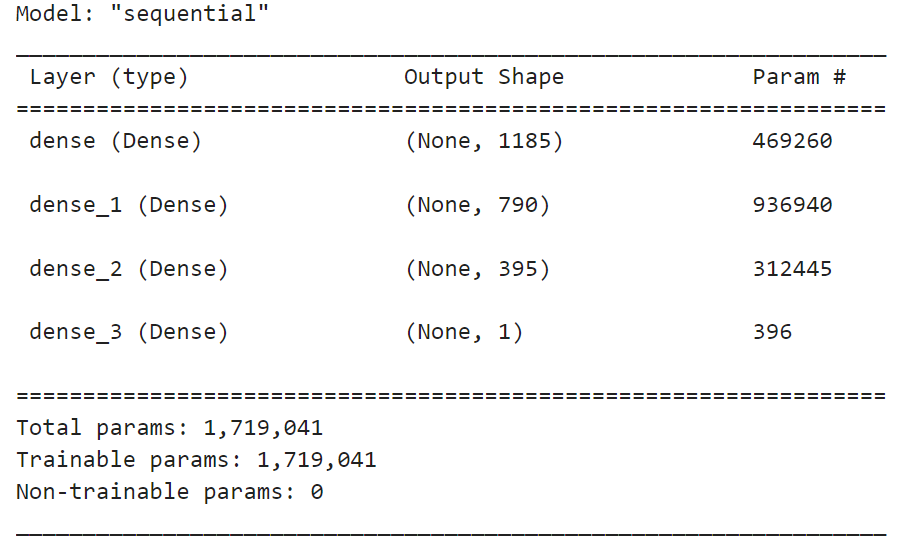 Model: "sequential"
_________________________________________________________________
Layer (type) Output Shape Param #
=================================================================
dense (Dense) (None, 1185) 469260
dense_1 (Dense) (None, 790) 936940
dense_2 (Dense) (None, 395) 312445
dense_3 (Dense) (None, 1) 396
=================================================================
Total params: 1,719,041
Trainable params: 1,719,041
Non-trainable params: 0
_________________________________________________________________